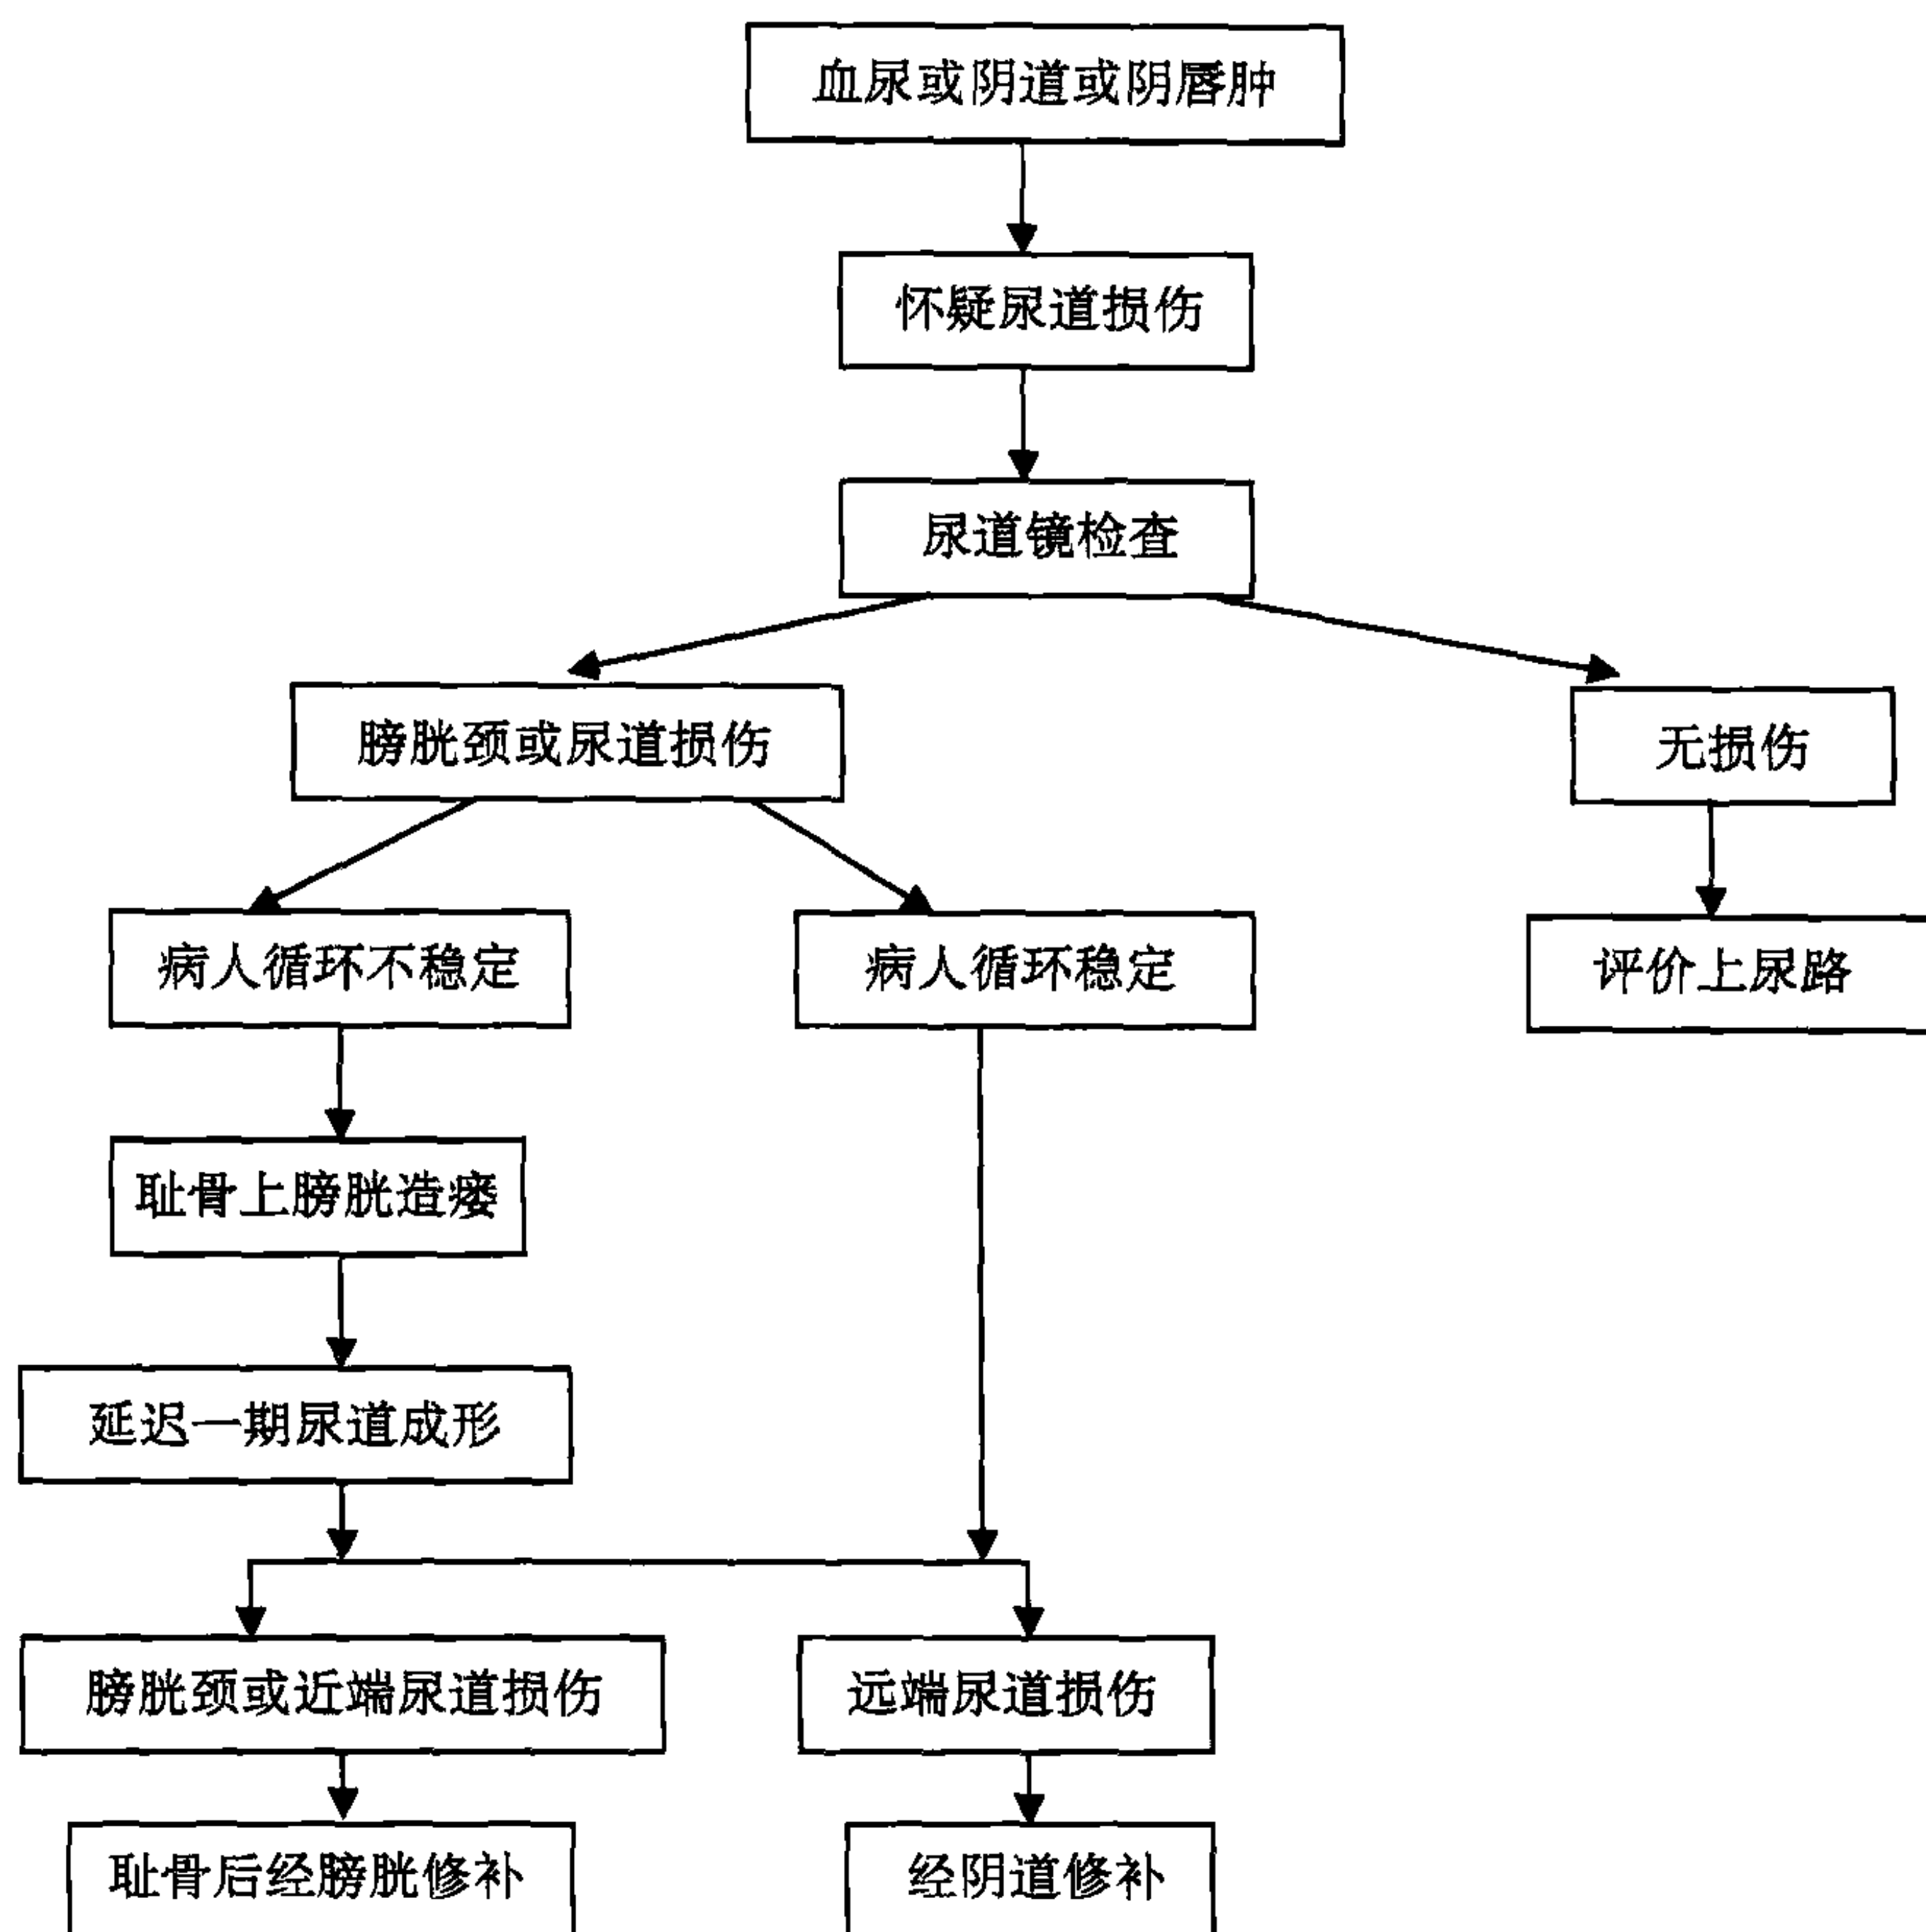 血尿或阴道或阴唇肿
怀疑尿道损伤
尿道镜检查
膀胱颈或尿道损伤
无损伤
病人循环不稳定
病人循环稳定
评价上尿路
耻骨上膀胱造瘘
延迟一期尿道成形
膀胱颈或近端尿道损伤
远端尿道损伤
耻骨后经膀胱修补
经阴道修补